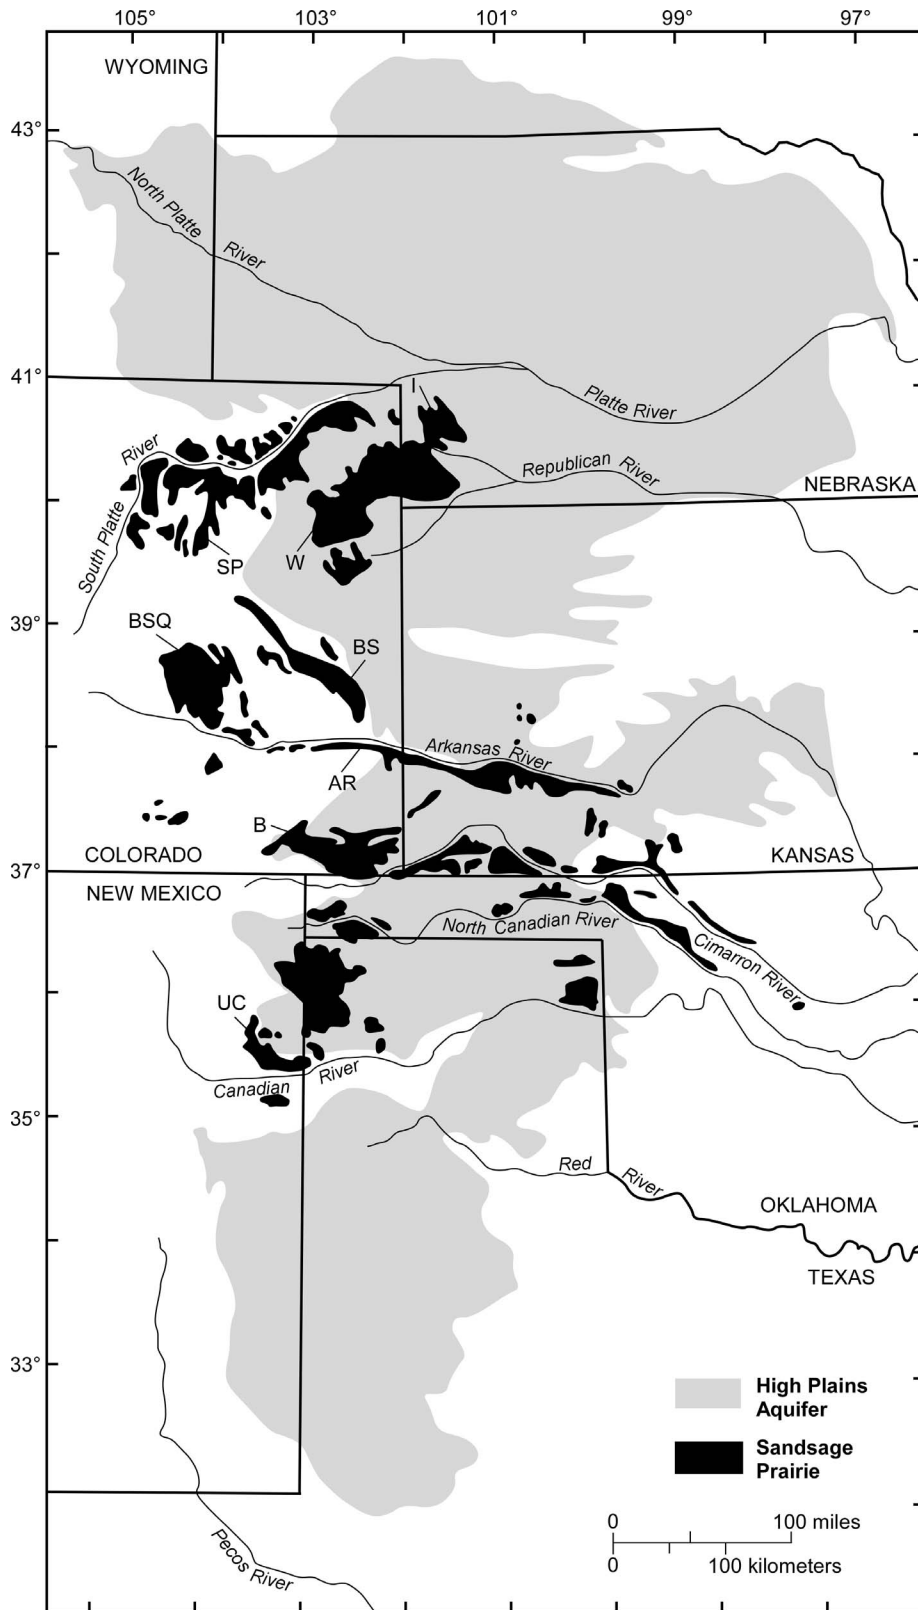 105° 103° 101° 99° 97°
WYOMING
43°
North Platte
River
41°
I
Platte River
River
Republican River
NEBRASKA
South Platte
SP
W
39°
BSQ
BS
Arkansas River
AR
B
COLORADO
KANSAS
37°
NEW MEXICO
North Canadian River
Cimarron River
UC
Canadian River
35°
Red River
OKLAHOMA
TEXAS
33°
High Plains
Aquifer
Sandsage
Prairie
0 100 miles
0 100 kilometers
Pecos River